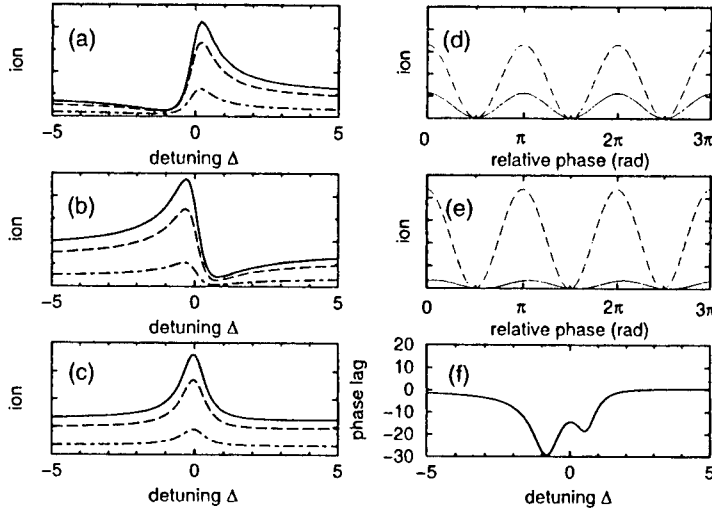 (a)
ion
-5
0
5
detuning Δ
(b)
ion
-5
0
5
detuning Δ
(c)
ion
-5
0
5
detuning Δ
(d)
ion
0
π
2π
3π
relative phase (rad)
(e)
ion
0
π
2π
3π
relative phase (rad)
(f)
phase lag
20
10
0
-10
-20
-30
-5
0
5
detuning Δ